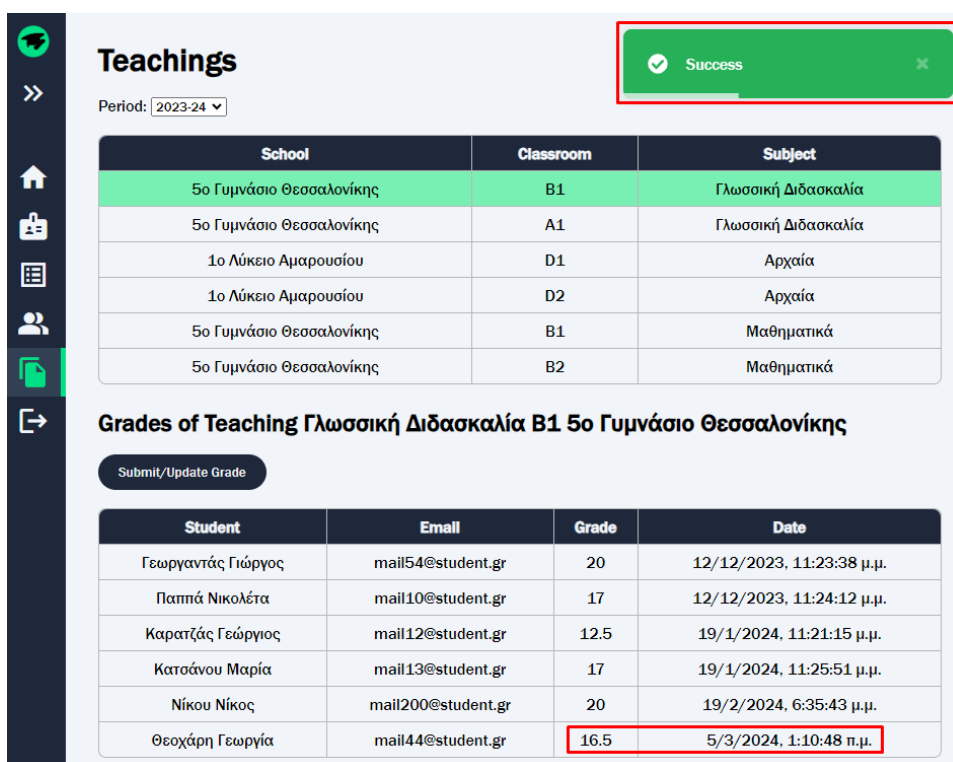 Teachings
Success
Period: 2023-24
School Classroom Subject
5ο Γυμνάσιο Θεσσαλονίκης B1 Γλωσσική Διδασκαλία
5ο Γυμνάσιο Θεσσαλονίκης A1 Γλωσσική Διδασκαλία
1ο Λύκειο Αμαρουσίου D1 Αρχαία
1ο Λύκειο Αμαρουσίου D2 Αρχαία
5ο Γυμνάσιο Θεσσαλονίκης B1 Μαθηματικά
5ο Γυμνάσιο Θεσσαλονίκης B2 Μαθηματικά
Grades of Teaching Γλωσσική Διδασκαλία B1 5ο Γυμνάσιο Θεσσαλονίκης
Submit/Update Grade
Student Email Grade Date
Γεωργαντάς Γιώργος mail54@student.gr 20 12/12/2023, 11:23:38 μ.μ.
Παππά Νικολέτα mail10@student.gr 17 12/12/2023, 11:24:12 μ.μ.
Καρατζάς Γεώργιος mail12@student.gr 12.5 19/1/2024, 11:21:15 μ.μ.
Κατσάνου Μαρία mail13@student.gr 17 19/1/2024, 11:25:51 μ.μ.
Νίκου Νίκος mail200@student.gr 20 19/2/2024, 6:35:43 μ.μ.
Θεοχάρη Γεωργία mail44@student.gr 16.5 5/3/2024, 1:10:48 π.μ.